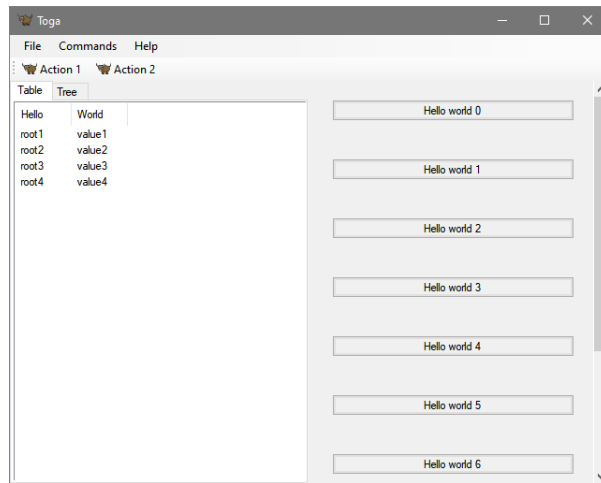 Toga
File Commands Help
Action 1 Action 2
Table Tree
Hello World
root1 value1
root2 value2
root3 value3
root4 value4
Hello world 0
Hello world 1
Hello world 2
Hello world 3
Hello world 4
Hello world 5
Hello world 6